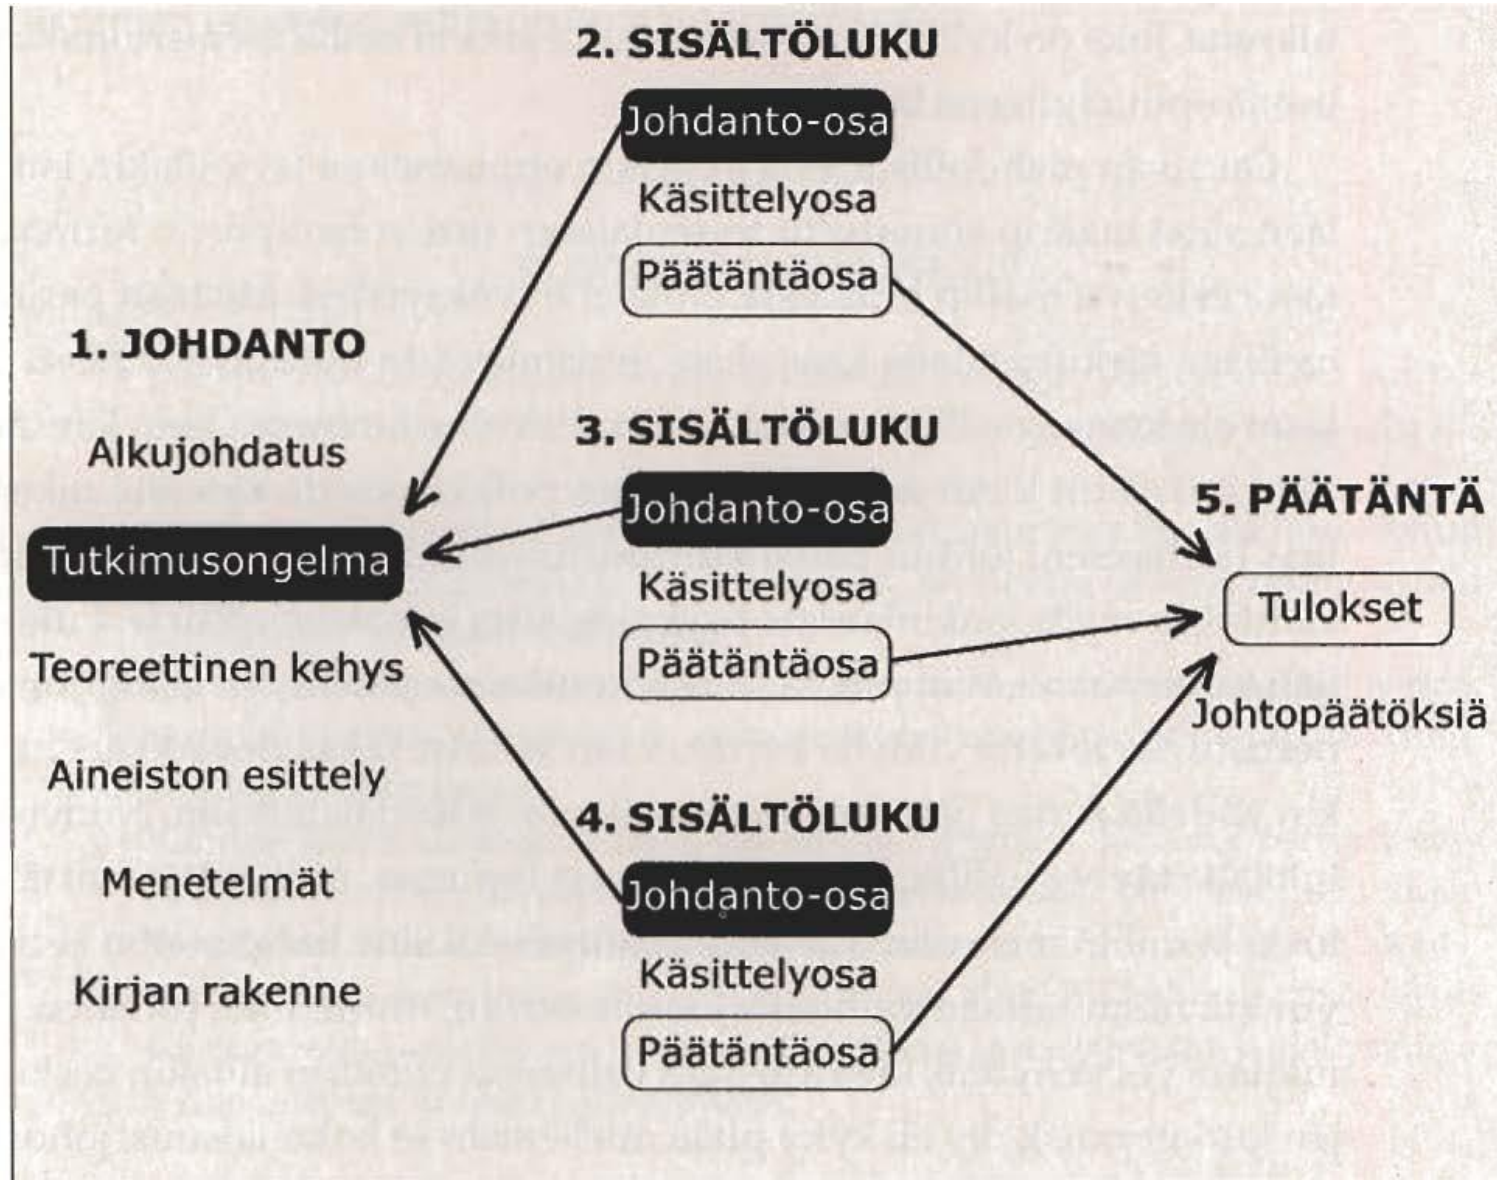 1. JOHDANTO
Alkujohdatus
Tutkimusongelma
Teoreettinen kehys
Aineiston esittely
Menetelmät
Kirjan rakenne
2. SISÄLTÖLUKU
Johdanto-osa
Käsittelyosa
Päätäntäosa
3. SISÄLTÖLUKU
Johdanto-osa
Käsittelyosa
Päätäntäosa
4. SISÄLTÖLUKU
Johdanto-osa
Käsittelyosa
Päätäntäosa
5. PÄÄTÄNTÄ
Tulokset
Johtopäätöksiä